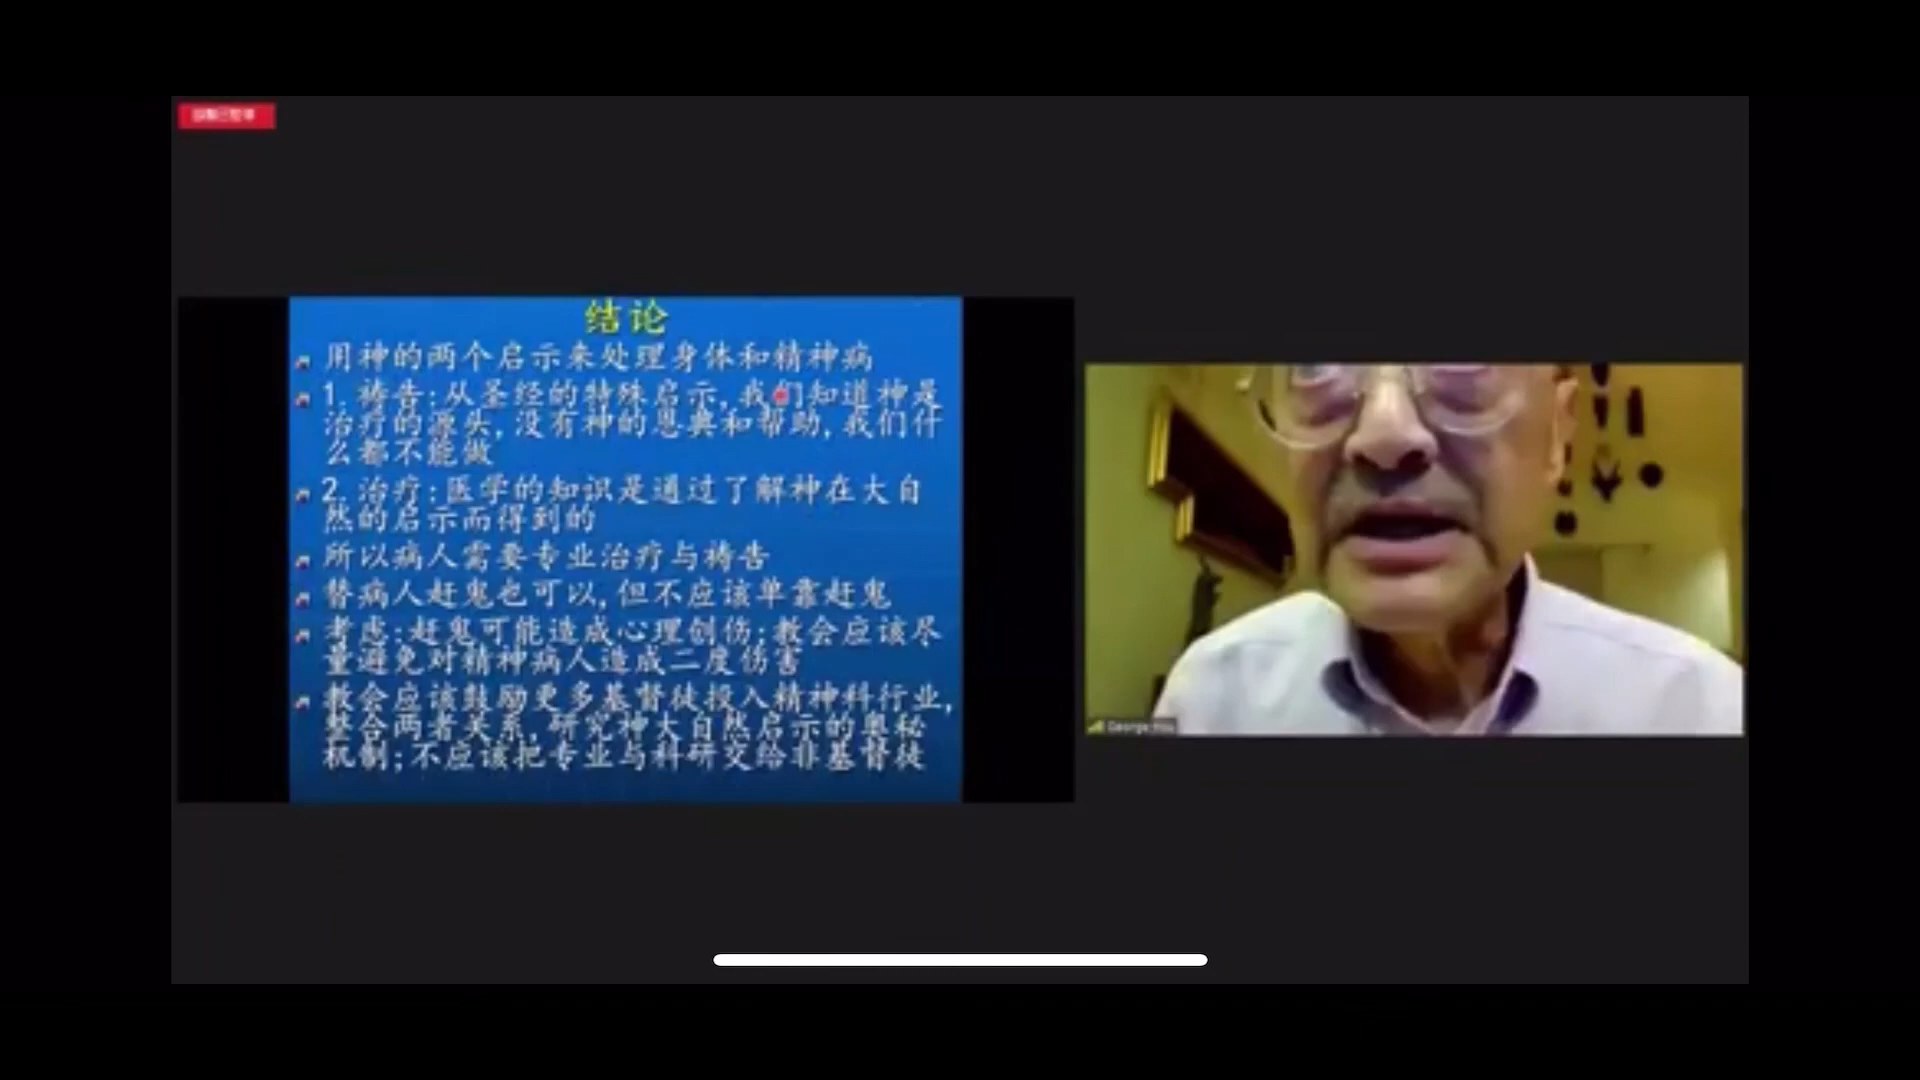 结论
用神的两个启示来处理身体和精神病
1. 祷告:从圣经的特殊启示,我们知道神是
治疗的源头,没有神的恩典和帮助,我们什
么都不能做
2. 治疗:医学的知识是通过了解神在大自
然的启示而得到的
所以病人需要专业治疗与祷告
替病人赶鬼也可以,但不应该单靠赶鬼
考虑:赶鬼可能造成心理创伤;教会应该尽
量避免对精神病人造成二度伤害
教会应该鼓励更多基督徒投入精神科行业,
整合两者关系,研究神大自然启示的奥秘
机制;不应该把专业与科研交给非基督徒
George